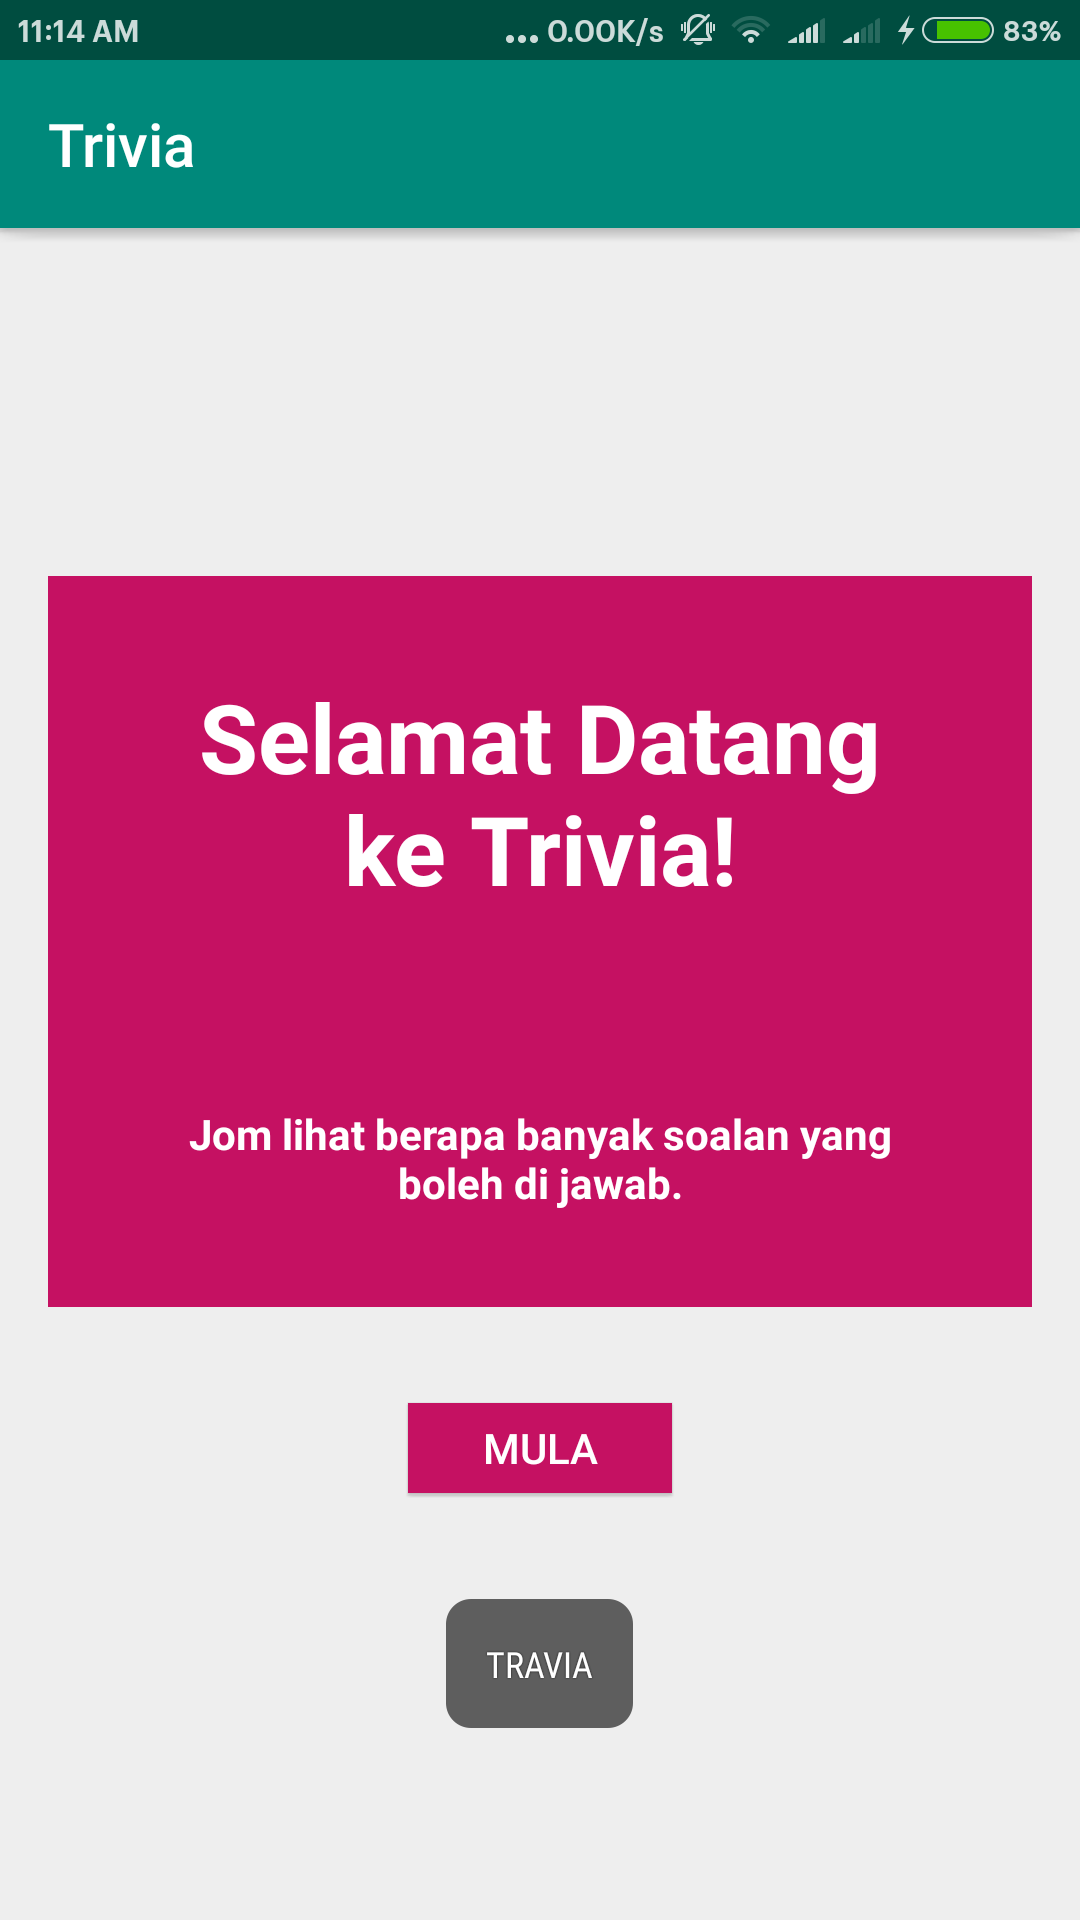 11:14 AM
...0.00K/s 83%
Trivia
Selamat Datang
ke Trivia!
Jom lihat berapa banyak soalan yang
boleh di jawab.
MULA
TRAVIA